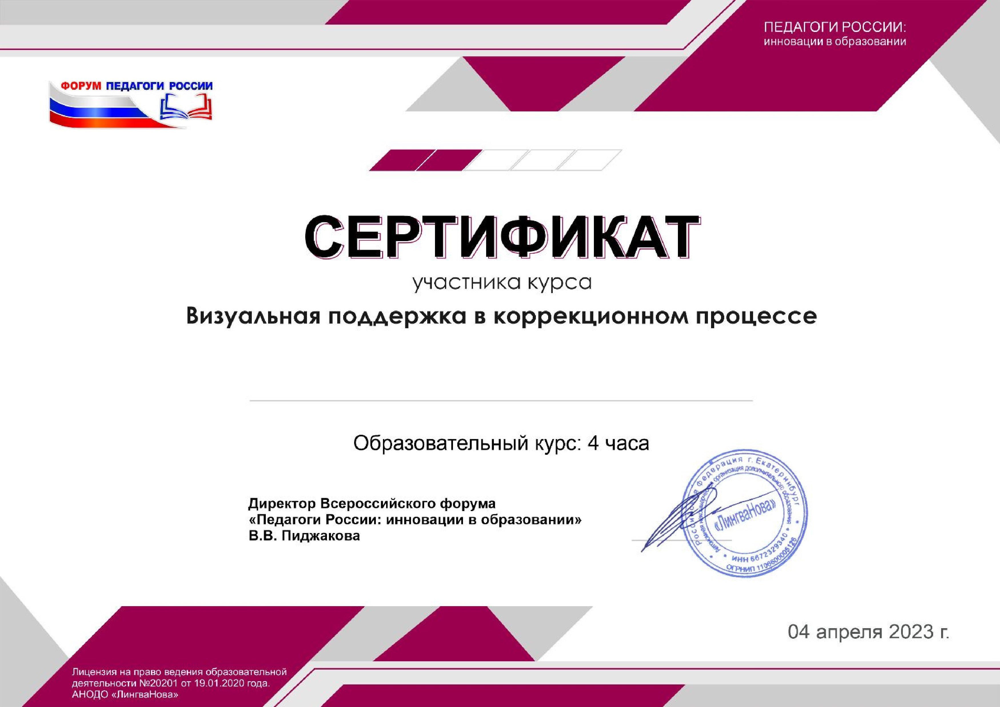 ПЕДАГОГИ РОССИИ:
инновации в образовании
ФОРУМ ПЕДАГОГИ РОССИИ
СЕРТИФИКАТ
участника курса
Визуальная поддержка в коррекционном процессе
Образовательный курс: 4 часа
Директор Всероссийского форума
«Педагоги России: инновации в образовании»
В.В. Пиджакова
Российская Федерация г. Екатеринбург
Автономная некоммерческая организация дополнительного образования
«ЛингваНова»
ИНН 6672329340
ОГРНИП 1106600005126
04 апреля 2023 г.
Лицензия на право ведения образовательной
деятельности №20201 от 19.01.2020 года.
АНОДО «ЛингваНова»